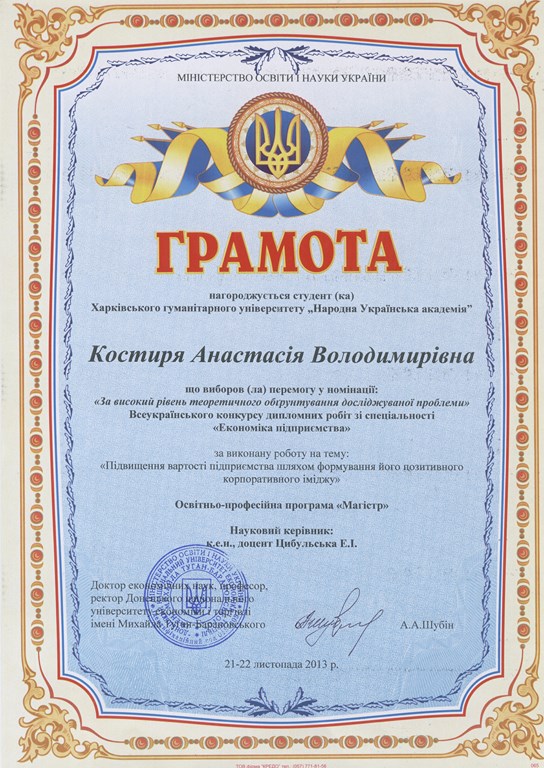 МІНІСТЕРСТВО ОСВІТИ І НАУКИ УКРАЇНИ
ГРАМОТА
нагороджується студент (ка)
Харківського гуманітарного університету „Народна Українська академія”
Костиря Анастасія Володимирівна
що виборов (ла) перемогу у номінації:
«За високий рівень теоретичного обґрунтування досліджуваної проблеми»
Всеукраїнського конкурсу дипломних робіт зі спеціальності
«Економіка підприємства»
за виконану роботу на тему:
«Підвищення вартості підприємства шляхом формування його позитивного
корпоративного іміджу»
Освітньо-професійна програма «Магістр»
Науковий керівник:
к.е.н., доцент Цибульська Е.І.
Доктор економічних наук, професор,
ректор Донецького національного
університету економіки і торгівлі
імені Михайла Туган-Барановського
А.А.Шубін
21-22 листопада 2013 р.